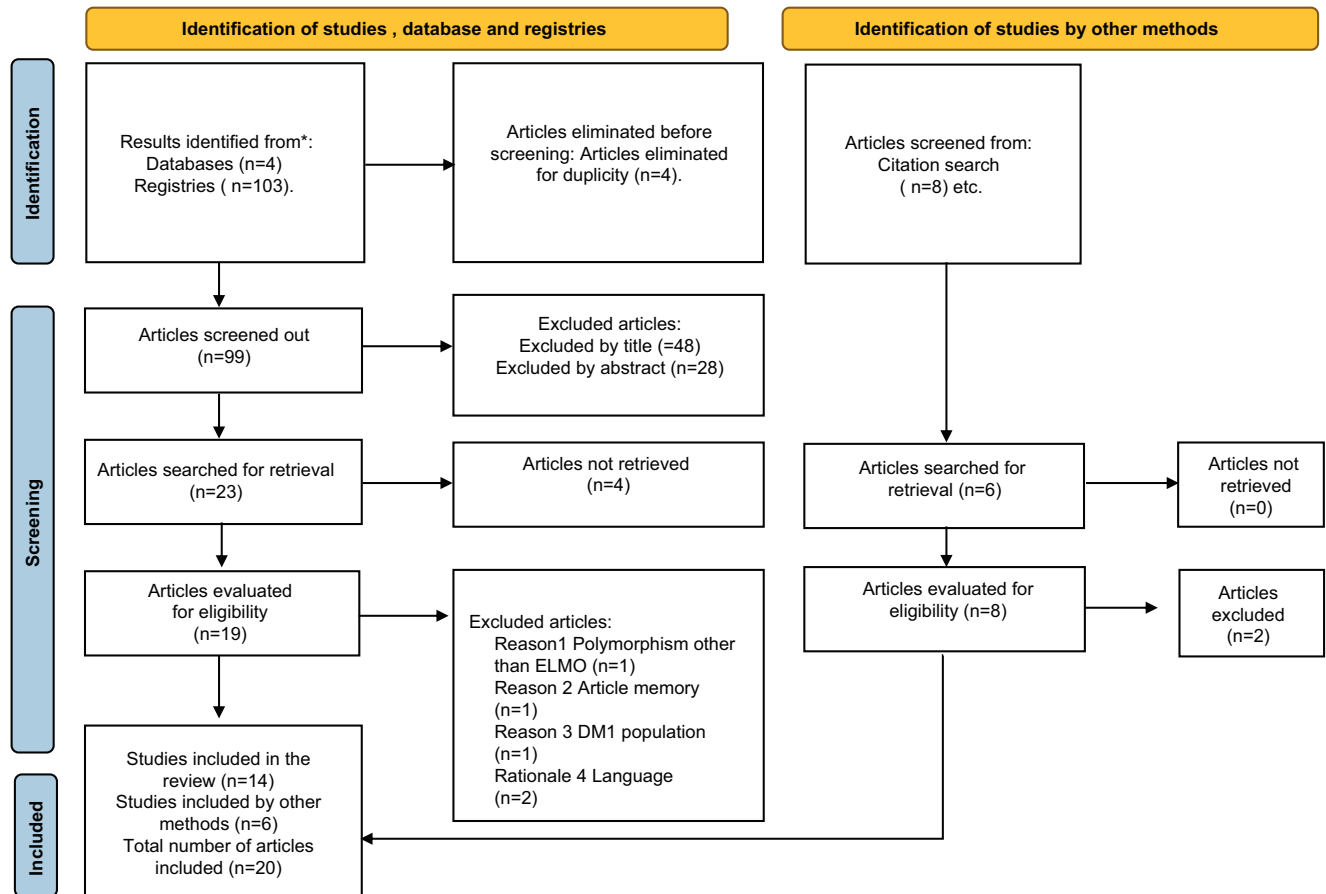 Identification of studies , database and registries
Identification of studies by other methods
Identification
Results identified from*:
Databases (n=4)
Registries ( n=103).
Articles eliminated before
screening: Articles eliminated
for duplicity (n=4).
Articles screened from:
Citation search
( n=8) etc.
Screening
Articles screened out
(n=99)
Excluded articles:
Excluded by title (=48)
Excluded by abstract (n=28)
Articles searched for retrieval
(n=23)
Articles not retrieved
(n=4)
Articles searched for
retrieval (n=6)
Articles not
retrieved
(n=0)
Articles evaluated
for eligibility
(n=19)
Excluded articles:
Reason1 Polymorphism other
than ELMO (n=1)
Reason 2 Article memory
(n=1)
Reason 3 DM1 population
(n=1)
Rationale 4 Language
(n=2)
Articles evaluated for
eligibility (n=8)
Articles
excluded
(n=2)
Included
Studies included in the
review (n=14)
Studies included by other
methods (n=6)
Total number of articles
included (n=20)